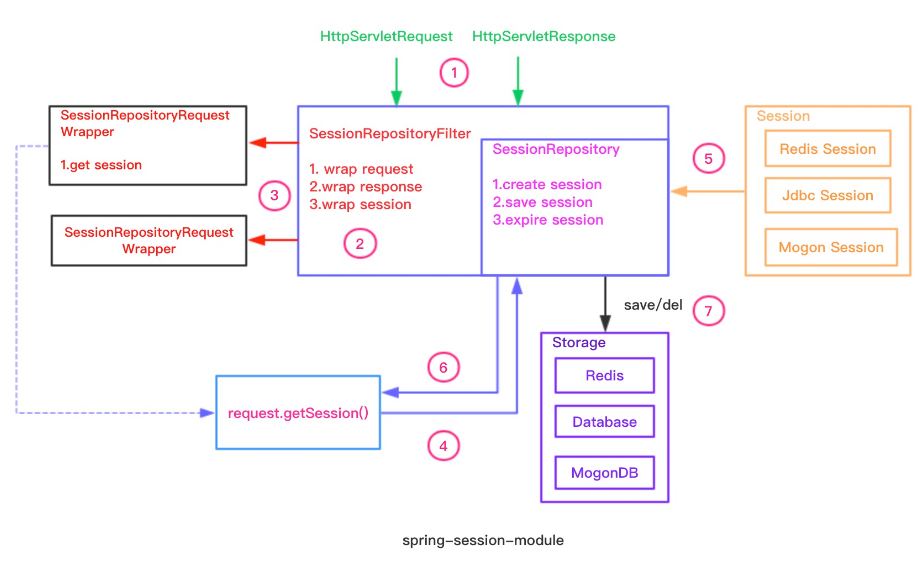 HttpServletRequest HttpServletResponse
1
SessionRepositoryRequest
Wrapper
1.get session
SessionRepositoryFilter
1. wrap request
2.wrap response
3.wrap session
2
SessionRepository
1.create session
2.save session
3.expire session
5
Session
Redis Session
Jdbc Session
Mogon Session
3
SessionRepositoryRequest
Wrapper
save/del
7
Storage
Redis
Database
MogonDB
6
request.getSession()
4
spring-session-module